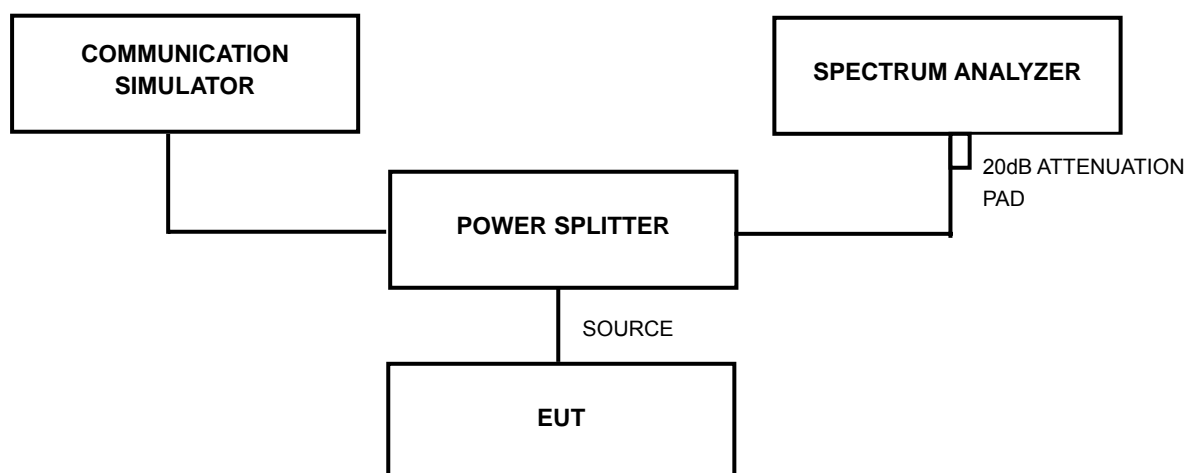 COMMUNICATION
SIMULATOR
SPECTRUM ANALYZER
20dB ATTENUATION
PAD
POWER SPLITTER
SOURCE
EUT